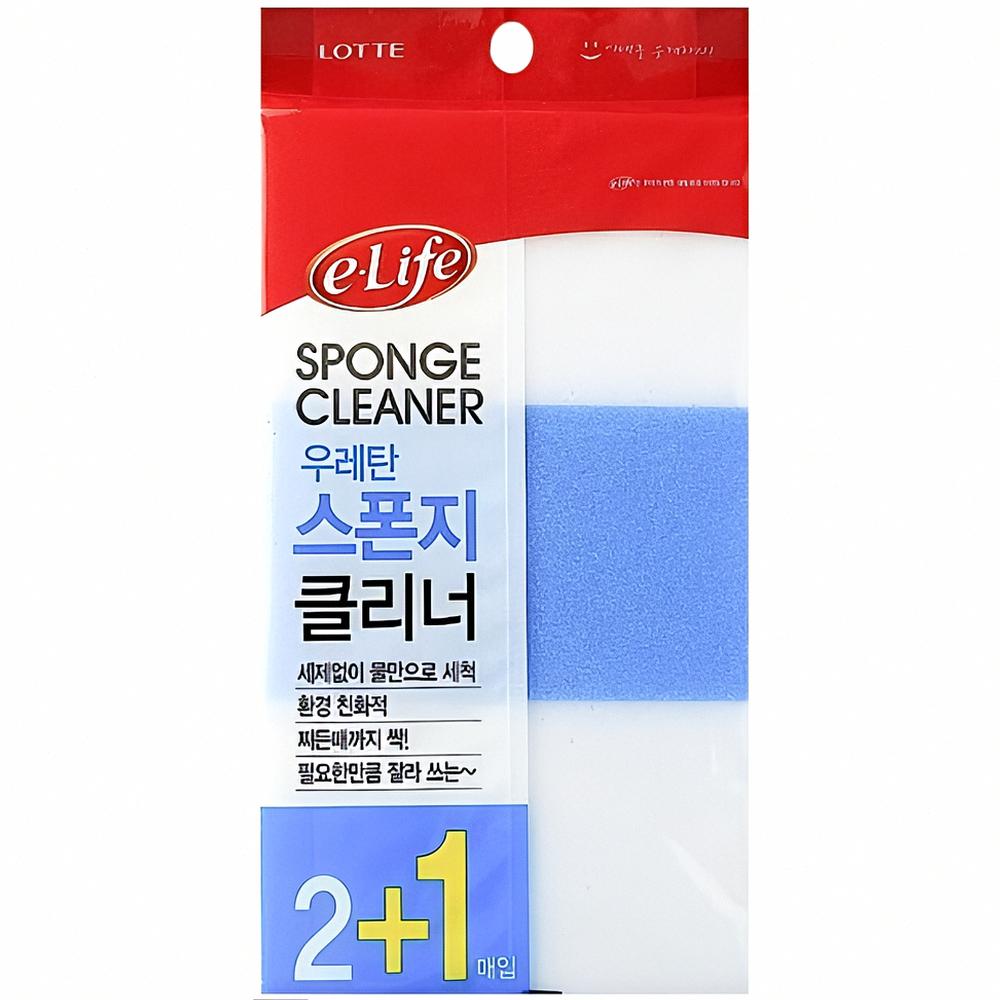 LOTTE
e·Life
SPONGE
CLEANER
우레탄
스폰지
클리너
세제없이 물만으로 세척
환경 친화적
찌든때까지 싹!
필요한만큼 잘라 쓰는~
2+1
매입